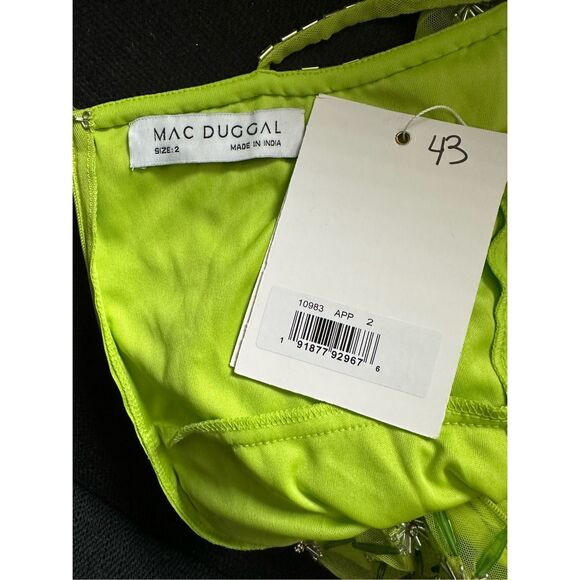 MAC DUGGAL
SIZE: 2 MADE IN INDIA
43
10983 APP 2
1 91877 92967 6